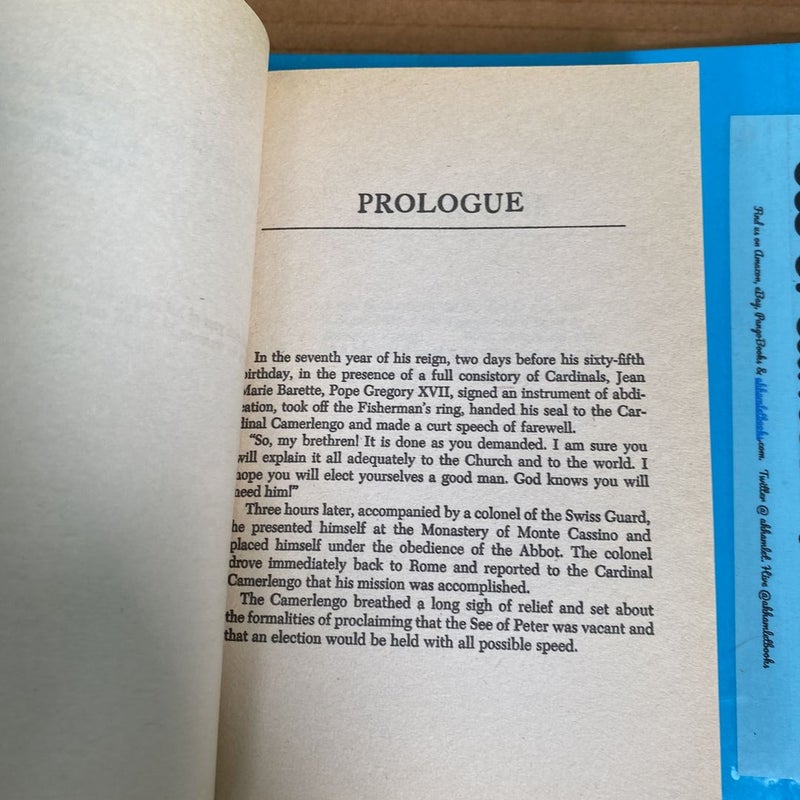 PROLOGUE
In the seventh year of his reign, two days before his sixty-fifth
birthday, in the presence of a full consistory of Cardinals, Jean
Marie Barette, Pope Gregory XVII, signed an instrument of abdi-
cation, took off the Fisherman's ring, handed his seal to the Car-
dinal Camerlengo and made a curt speech of farewell.
"So, my brethren! It is done as you demanded. I am sure you
will explain it all adequately to the Church and to the world. I
hope you will elect yourselves a good man. God knows you will
need him!"
Three hours later, accompanied by a colonel of the Swiss Guard,
he presented himself at the Monastery of Monte Cassino and
placed himself under the obedience of the Abbot. The colonel
drove immediately back to Rome and reported to the Cardinal
Camerlengo that his mission was accomplished.
The Camerlengo breathed a long sigh of relief and set about
the formalities of proclaiming that the See of Peter was vacant and
that an election would be held with all possible speed.
Find us on Amazon, eBay, PangoBooks & abhamletbooks.com. Twitter @ abhamlet. Hive @abhamletbooks